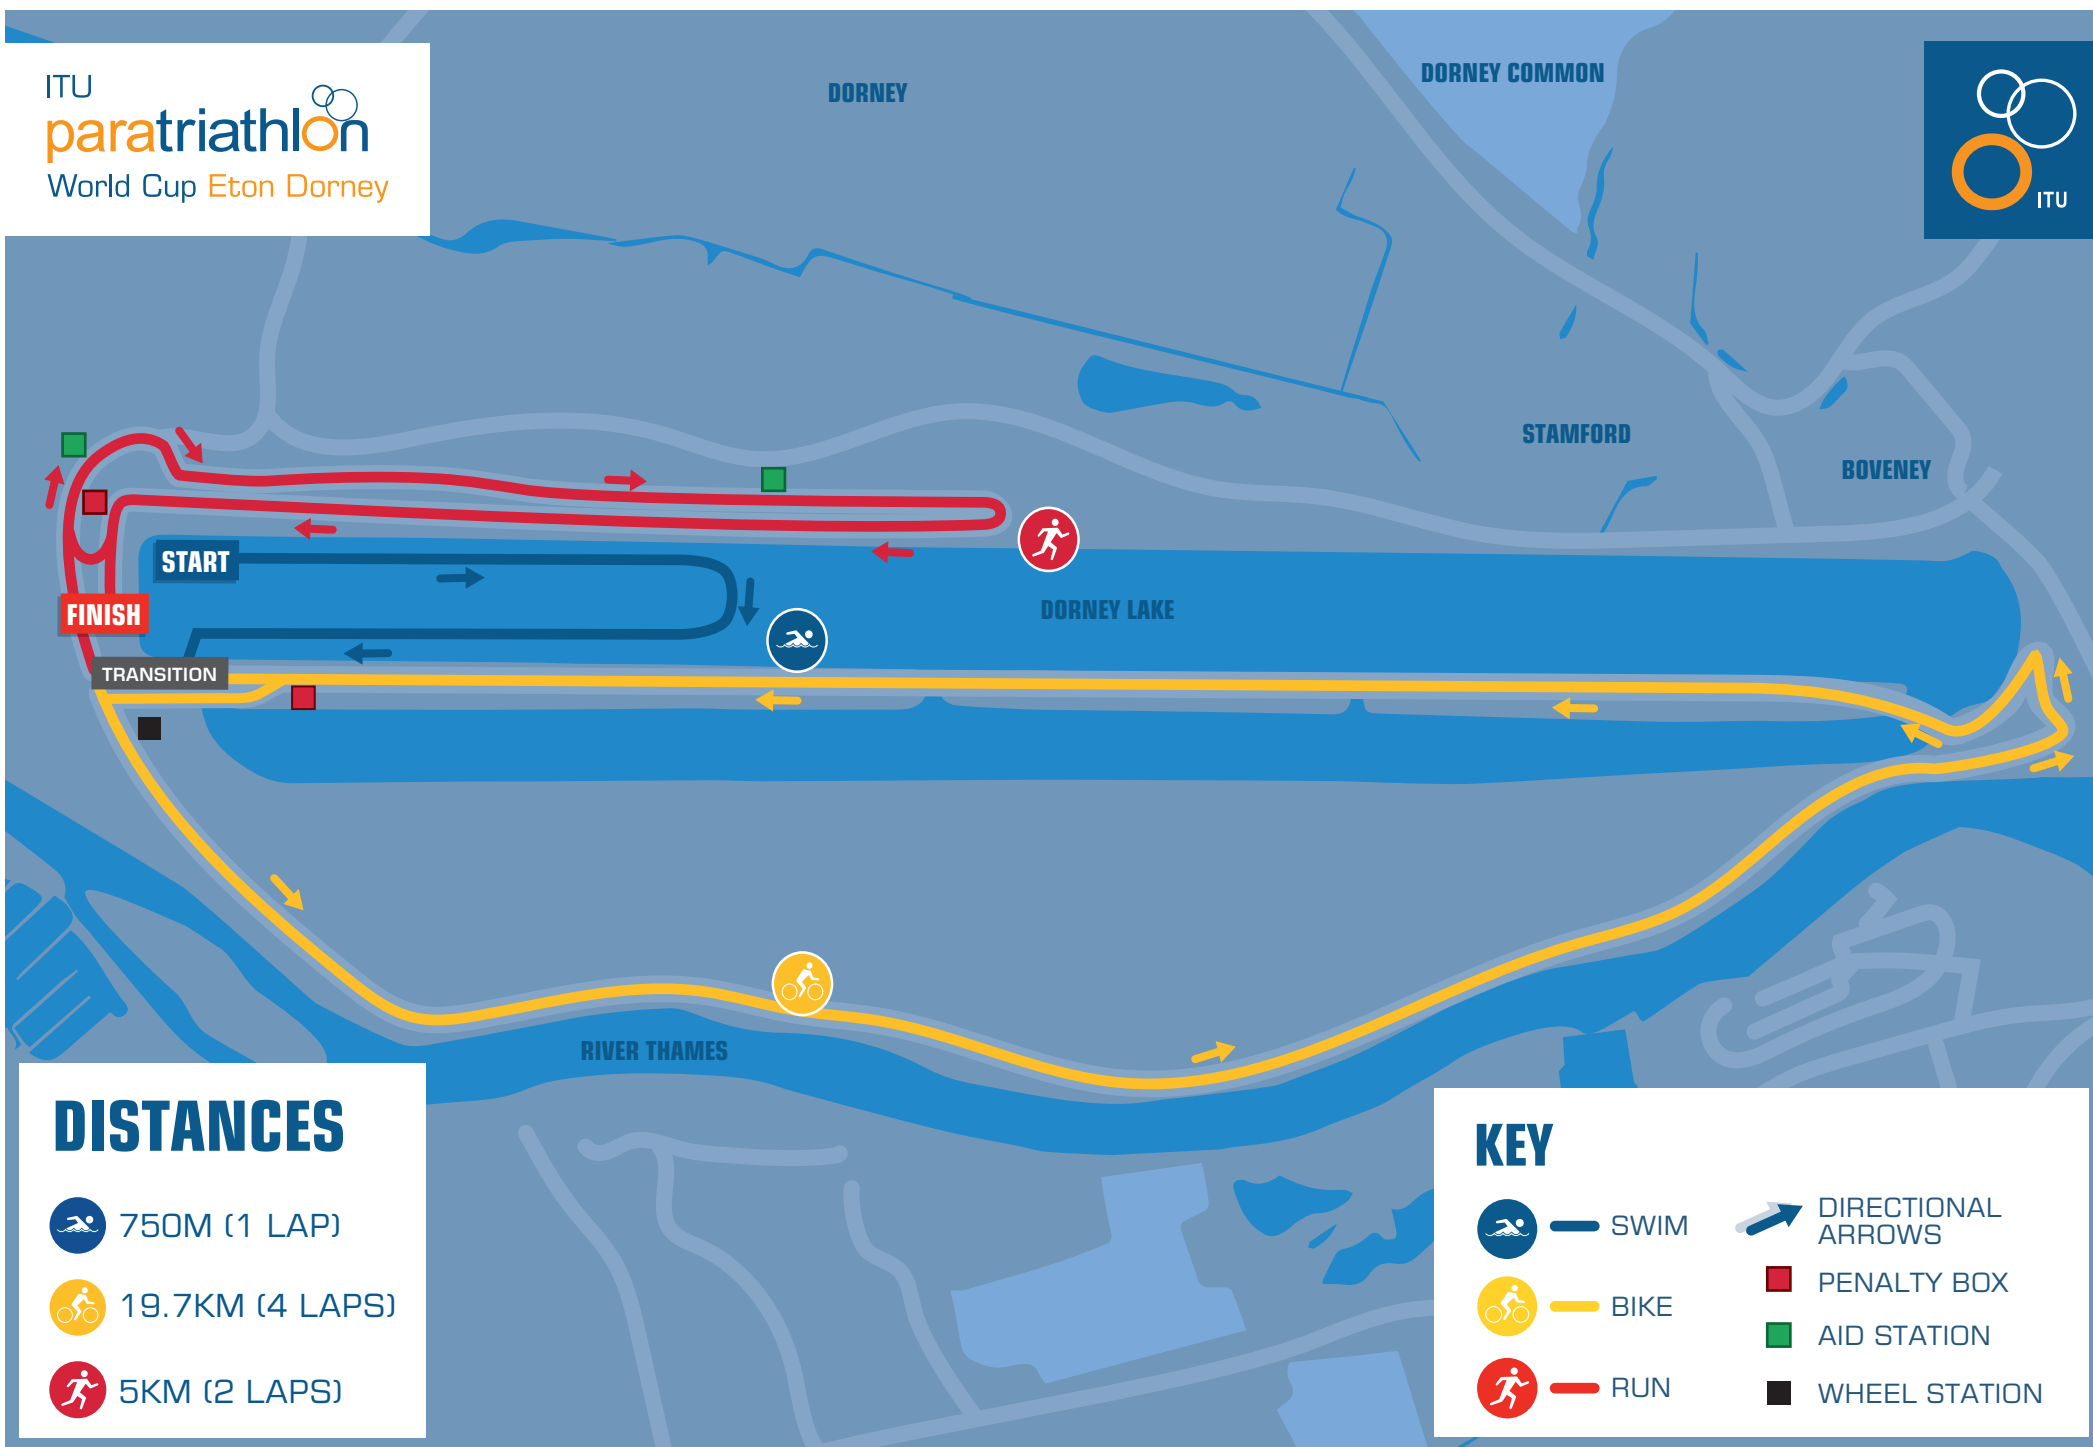 ITU
paratriathlon
World Cup Eton Dorney
DORNEY
DORNEY COMMON
ITU
STAMFORD
BOVENEY
START
FINISH
DORNEY LAKE
TRANSITION
RIVER THAMES
DISTANCES
750M (1 LAP)
19.7KM (4 LAPS)
5KM (2 LAPS)
KEY
SWIM
BIKE
RUN
DIRECTIONAL
ARROWS
PENALTY BOX
AID STATION
WHEEL STATION